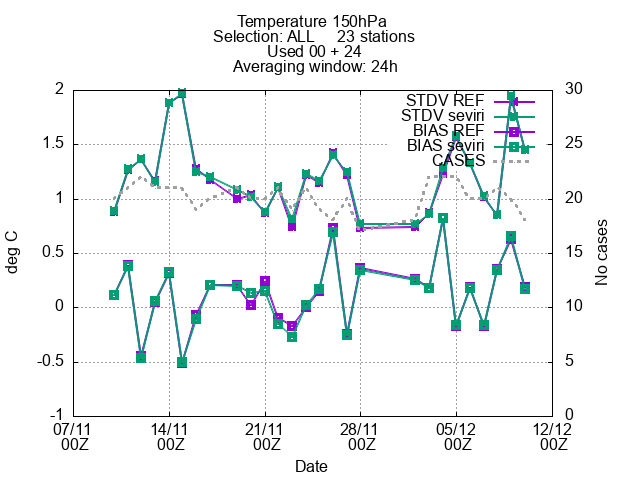 Temperature 150hPa
Selection: ALL 23 stations
Used 00 + 24
Averaging window: 24h
STDV REF
STDV seviri
BIAS REF
BIAS seviri
CASES
2
1.5
1
0.5
0
-0.5
-1
deg C
30
25
20
15
10
5
0
No cases
07/11 14/11 21/11 28/11 05/12 12/12
00Z 00Z 00Z 00Z 00Z 00Z
Date